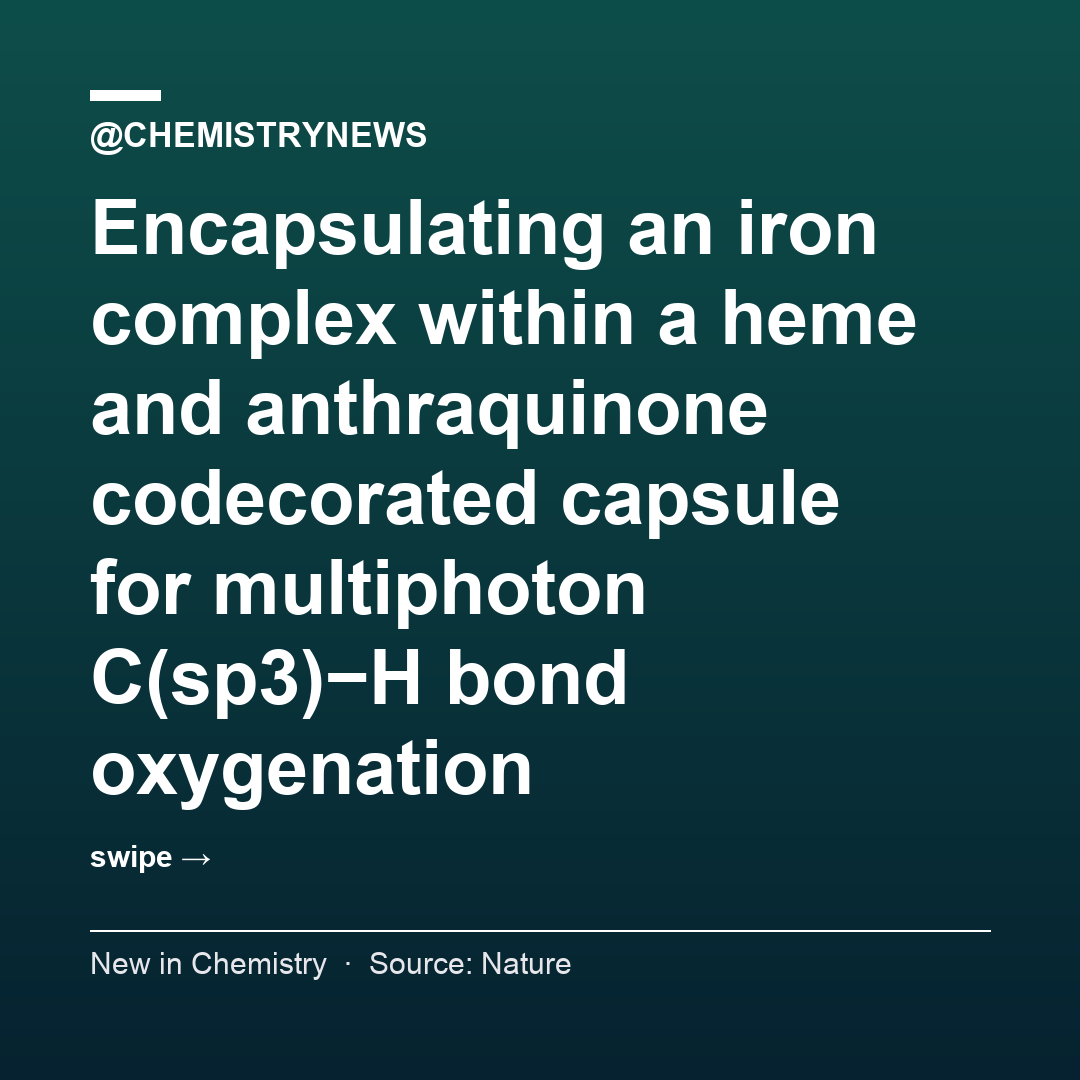 @CHEMISTRYNEWS
Encapsulating an iron
complex within a heme
and anthraquinone
codecorated capsule
for multiphoton
C(sp3)−H bond
oxygenation
swipe →
New in Chemistry · Source: Nature